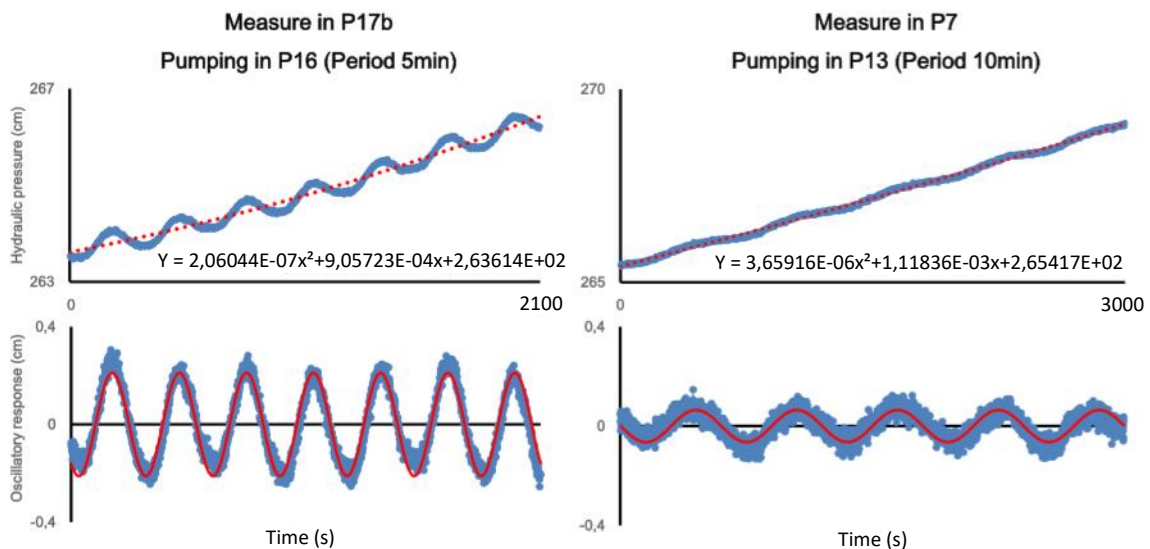 Measure in P17b
Pumping in P16 (Period 5min)
Hydraulic pressure (cm)
267
263
Y = 2,06044E-07x²+9,05723E-04x+2,63614E+02
0
2100
Oscillatory response (cm)
0,4
0
-0,4
Time (s)
Measure in P7
Pumping in P13 (Period 10min)
270
265
Y = 3,65916E-06x²+1,11836E-03x+2,65417E+02
0
3000
0,4
0
-0,4
Time (s)